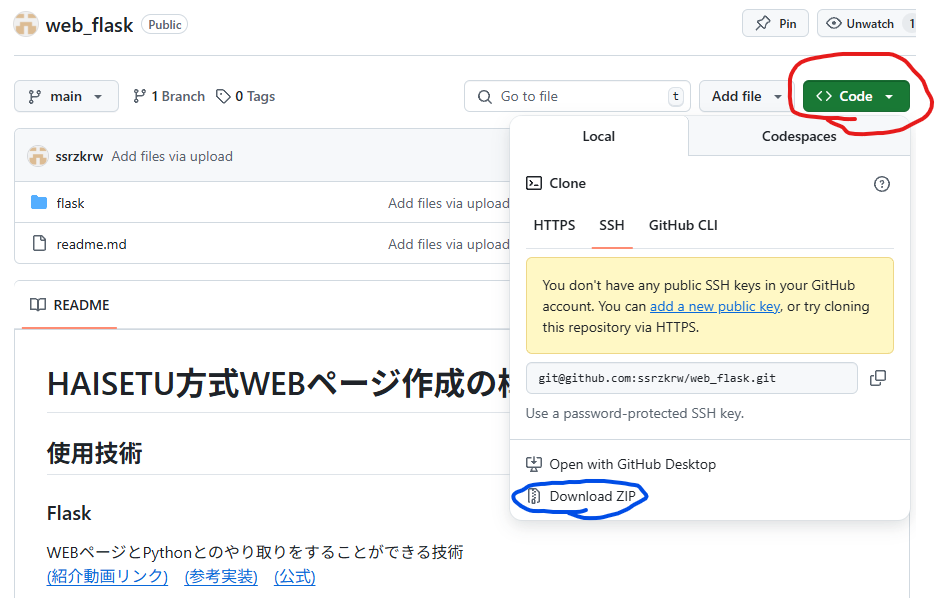 web_flask Public Pin Unwatch 1
main 1 Branch 0 Tags Go to file t Add file Code
Local Codespaces
ssrzkrw Add files via upload
Clone
flask Add files via upload
HTTPS SSH GitHub CLI
readme.md Add files via upload
You don't have any public SSH keys in your GitHub
account. You can add a new public key, or try cloning
this repository via HTTPS.
README
git@github.com:ssrzkrw/web_flask.git
HAISETU方式WEBページ作成の
Use a password-protected SSH key.
使用技術
Open with GitHub Desktop
Download ZIP
Flask
WEBページとPythonとのやり取りをすることができる技術
(紹介動画リンク) (参考実装) (公式)